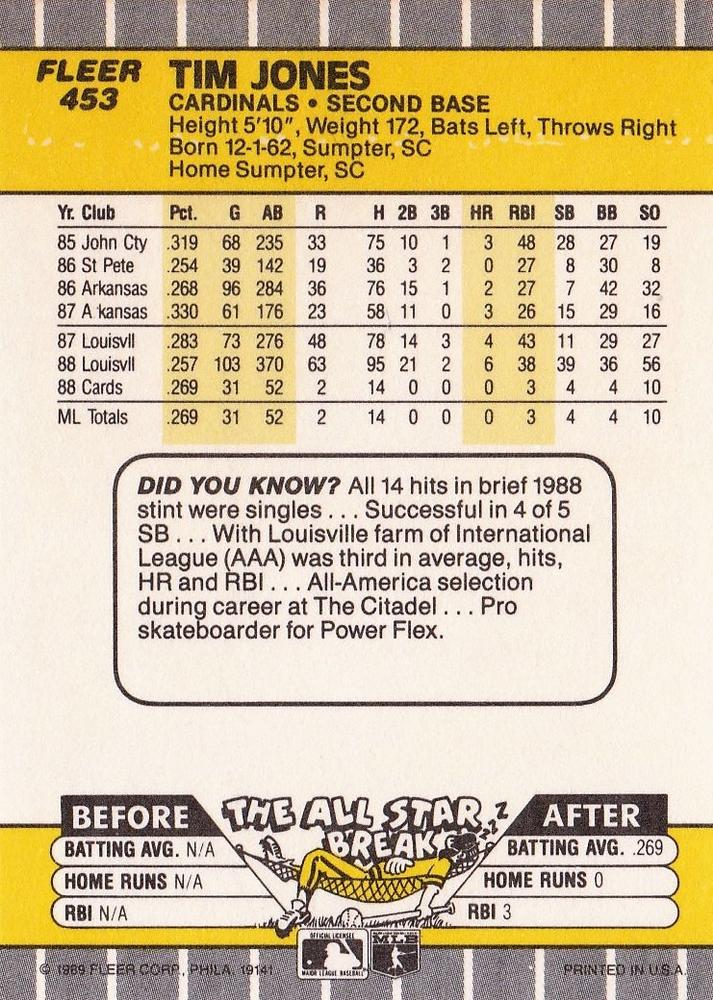 FLEER
453
TIM JONES
CARDINALS • SECOND BASE
Height 5'10", Weight 172, Bats Left, Throws Right
Born 12-1-62, Sumpter, SC
Home Sumpter, SC
Yr. Club Pct. G AB R H 2B 3B HR RBI SB BB SO
85 John Cty .319 68 235 33 75 10 1 3 48 28 27 19
86 St Pete .254 39 142 19 36 3 2 0 27 8 30 8
86 Arkansas .268 96 284 36 76 15 1 2 27 7 42 32
87 A kansas .330 61 176 23 58 11 0 3 26 15 29 16
87 Louisvll .283 73 276 48 78 14 3 4 43 11 29 27
88 Louisvll .257 103 370 63 95 21 2 6 38 39 36 56
88 Cards .269 31 52 2 14 0 0 0 3 4 4 10
ML Totals .269 31 52 2 14 0 0 0 3 4 4 10
DID YOU KNOW? All 14 hits in brief 1988
stint were singles . . . Successful in 4 of 5
SB . . . With Louisville farm of International
League (AAA) was third in average, hits,
HR and RBI . . . All-America selection
during career at The Citadel . . . Pro
skateboarder for Power Flex.
THE ALL STAR
BREAK
ZZZ
BEFORE
BATTING AVG. N/A
HOME RUNS N/A
RBI N/A
AFTER
BATTING AVG. .269
HOME RUNS 0
RBI 3
OFFICIAL LICENSEE
MAJOR LEAGUE BASEBALL
MLB
© 1989 FLEER CORP., PHILA. 19141
PRINTED IN U.S.A.